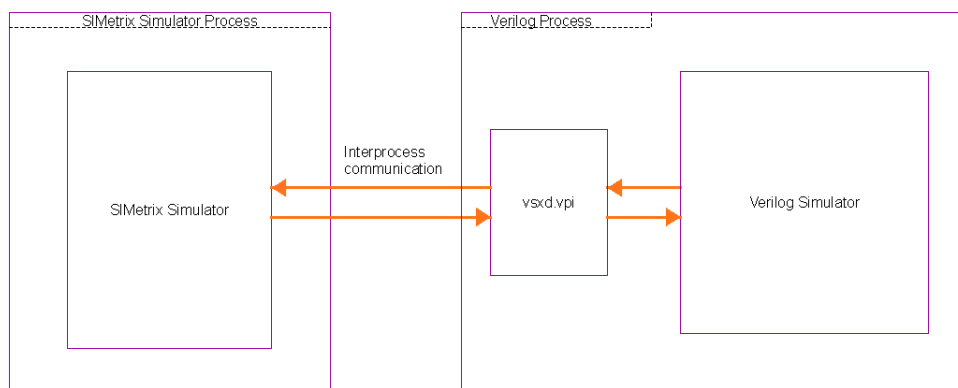 SIMetrix Simulator Process
Verilog Process
Interprocess
communication
SIMetrix Simulator
vsxd.vpi
Verilog Simulator